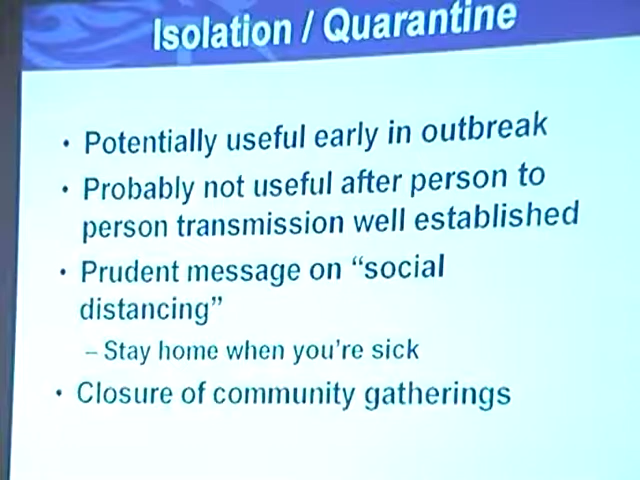 Isolation / Quarantine
• Potentially useful early in outbreak
• Probably not useful after person to
person transmission well established
• Prudent message on “social
distancing”
– Stay home when you’re sick
• Closure of community gatherings